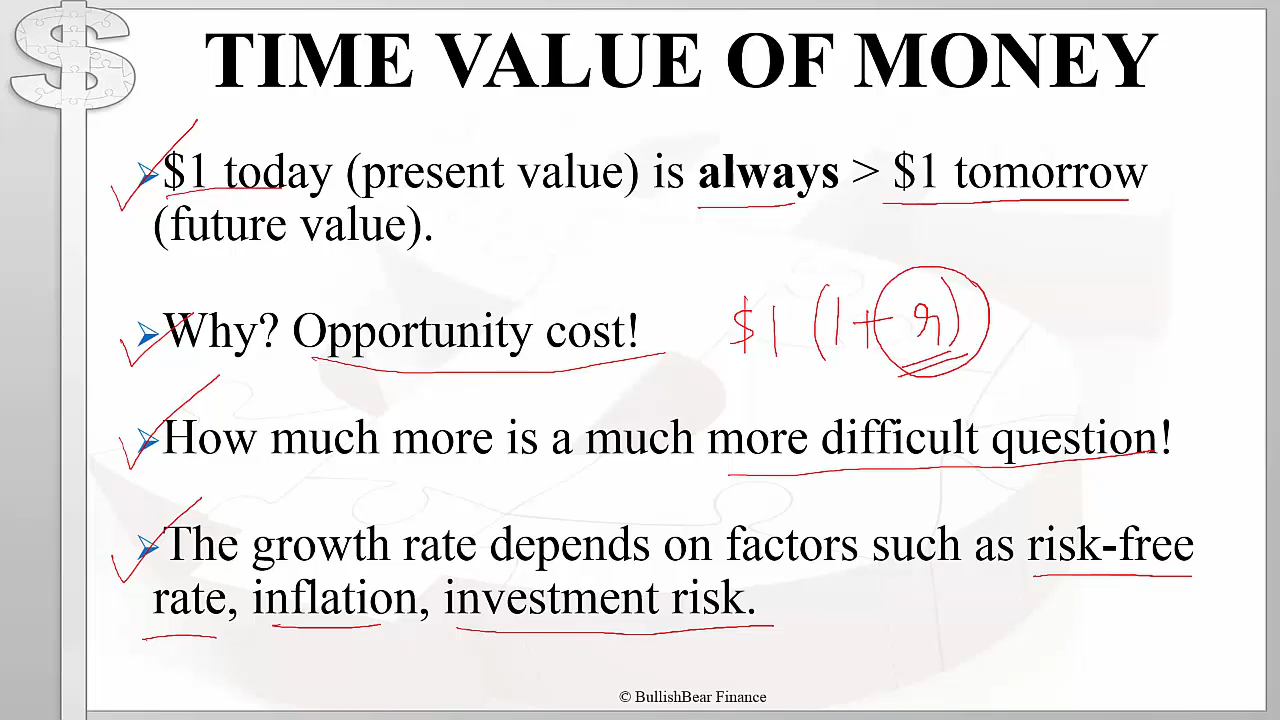 TIME VALUE OF MONEY
$1 today (present value) is always > $1 tomorrow
(future value).
Why? Opportunity cost!
$1 (1+r)
How much more is a much more difficult question!
The growth rate depends on factors such as risk-free
rate, inflation, investment risk.
© BullishBear Finance